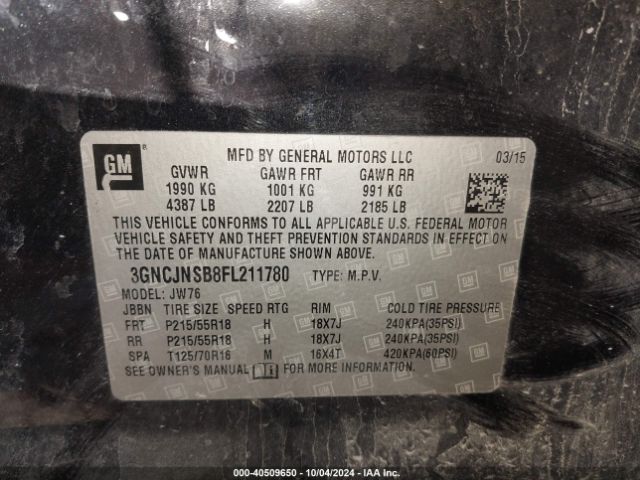 GM
®
MFD BY GENERAL MOTORS LLC 03/15
GVWR GAWR FRT GAWR RR
1990 KG 1001 KG 991 KG
4387 LB 2207 LB 2185 LB
THIS VEHICLE CONFORMS TO ALL APPLICABLE U.S. FEDERAL MOTOR
VEHICLE SAFETY AND THEFT PREVENTION STANDARDS IN EFFECT ON
THE DATE OF MANUFACTURE SHOWN ABOVE.
3GNCJNSB8FL211780 TYPE: M.P.V.
MODEL: JW76
JBBN TIRE SIZE SPEED RTG RIM COLD TIRE PRESSURE
FRT P215/55R18 H 18X7J 240KPA(35PSI)
RR P215/55R18 H 18X7J 240KPA(35PSI)
SPA T125/70R16 M 16X4T 420KPA(60PSI)
SEE OWNER'S MANUAL FOR ADDITIONAL INFORMATION.
000-40509650 - 10/04/2024 - IAA Inc.